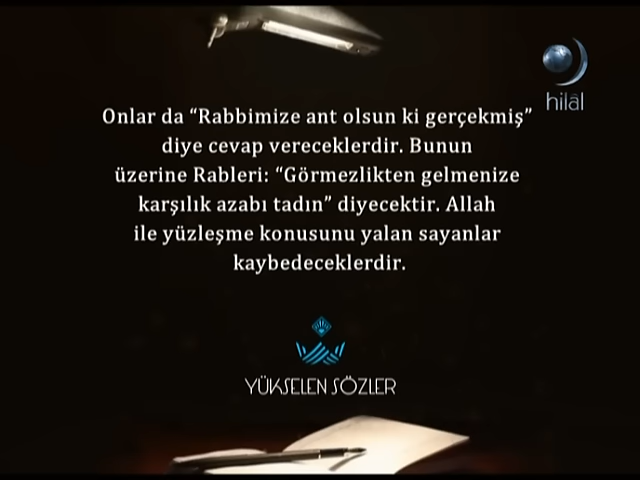 hilâl
Onlar da “Rabbimize ant olsun ki gerçekmiş”
diye cevap vereceklerdir. Bunun
üzerine Rableri: “Görmezlikten gelmenize
karşılık azabı tadın” diyecektir. Allah
ile yüzleşme konusunu yalan sayanlar
kaybedeceklerdir.
YÜKSELEN SÖZLER